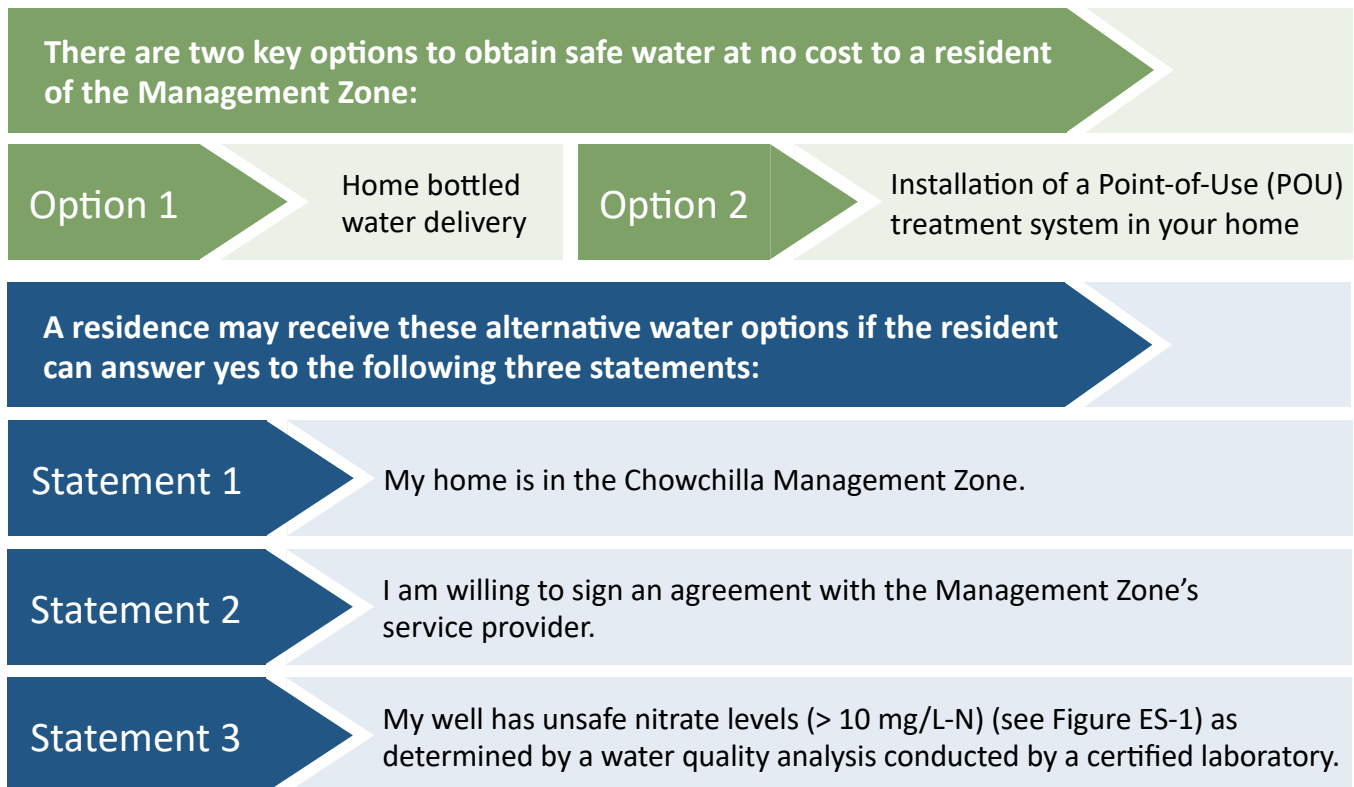 There are two key options to obtain safe water at no cost to a resident
of the Management Zone:
Option 1
Home bottled
water delivery
Option 2
Installation of a Point-of-Use (POU)
treatment system in your home
A residence may receive these alternative water options if the resident
can answer yes to the following three statements:
Statement 1
My home is in the Chowchilla Management Zone.
Statement 2
I am willing to sign an agreement with the Management Zone’s
service provider.
Statement 3
My well has unsafe nitrate levels (> 10 mg/L-N) (see Figure ES-1) as
determined by a water quality analysis conducted by a certified laboratory.